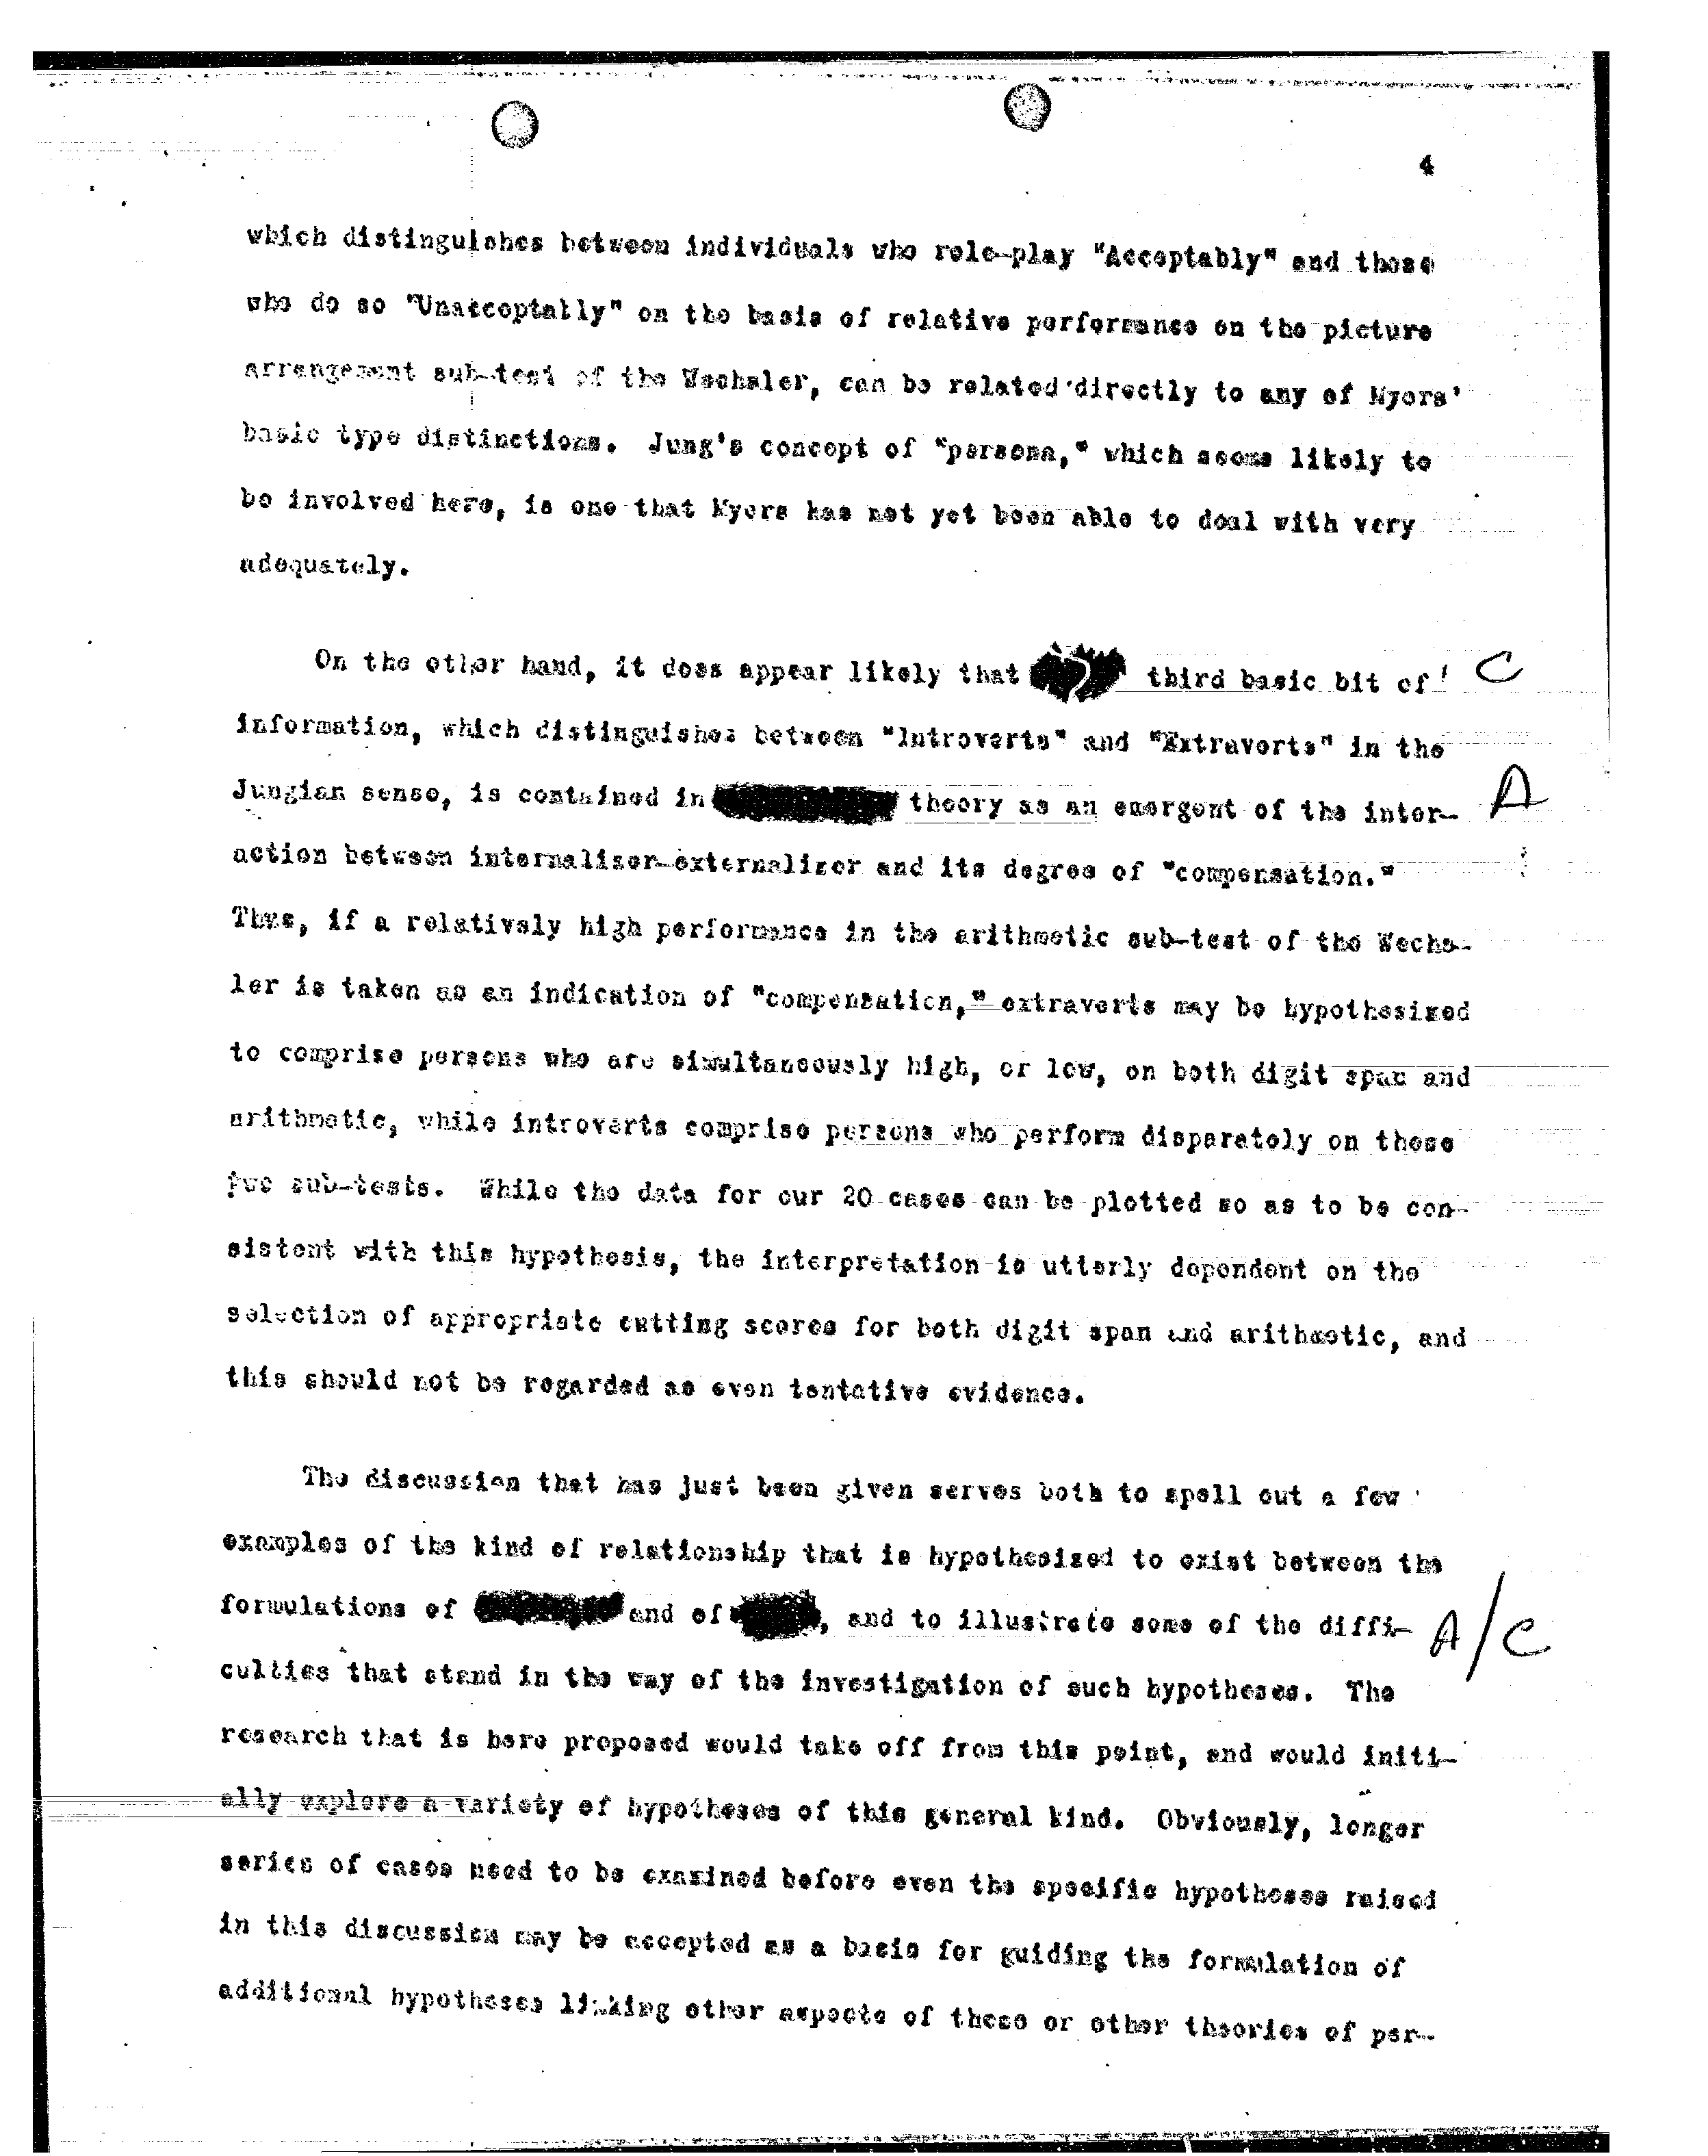 4
which distinguishes between individuals who role-play "Acceptably" and those
who do so "Unacceptably" on the basis of relative performance on the picture
arrangement sub-test of the Wechsler, can be related directly to any of Myers'
basic type distinctions. Jung's concept of "persona," which seems likely to
be involved here, is one that Myers has not yet been able to deal with very
adequately.
On the other hand, it does appear likely that third basic bit of C
information, which distinguishes between "Introverts" and "Extraverts" in the
Jungian sense, is contained in theory as an emergent of the inter- A
action between internalizer-externalizer and its degree of "compensation."
Thus, if a relatively high performance in the arithmetic sub-test of the Wechs-
ler is taken as an indication of "compensation," extraverts may be hypothesized
to comprise persons who are simultaneously high, or low, on both digit span and
arithmetic, while introverts comprise persons who perform disparately on these
two sub-tests. While the data for our 20 cases can be plotted so as to be con-
sistent with this hypothesis, the interpretation is utterly dependent on the
selection of appropriate cutting scores for both digit span and arithmetic, and
this should not be regarded as even tentative evidence.
The discussion that has just been given serves both to spell out a few
examples of the kind of relationship that is hypothesized to exist between the
formulations of and of , and to illustrate some of the diffi- A/C
culties that stand in the way of the investigation of such hypotheses. The
research that is here proposed would take off from this point, and would initi-
ally explore a variety of hypotheses of this general kind. Obviously, longer
series of cases need to be examined before even the specific hypotheses raised
in this discussion may be accepted as a basis for guiding the formulation of
additional hypotheses linking other aspects of these or other theories of per-